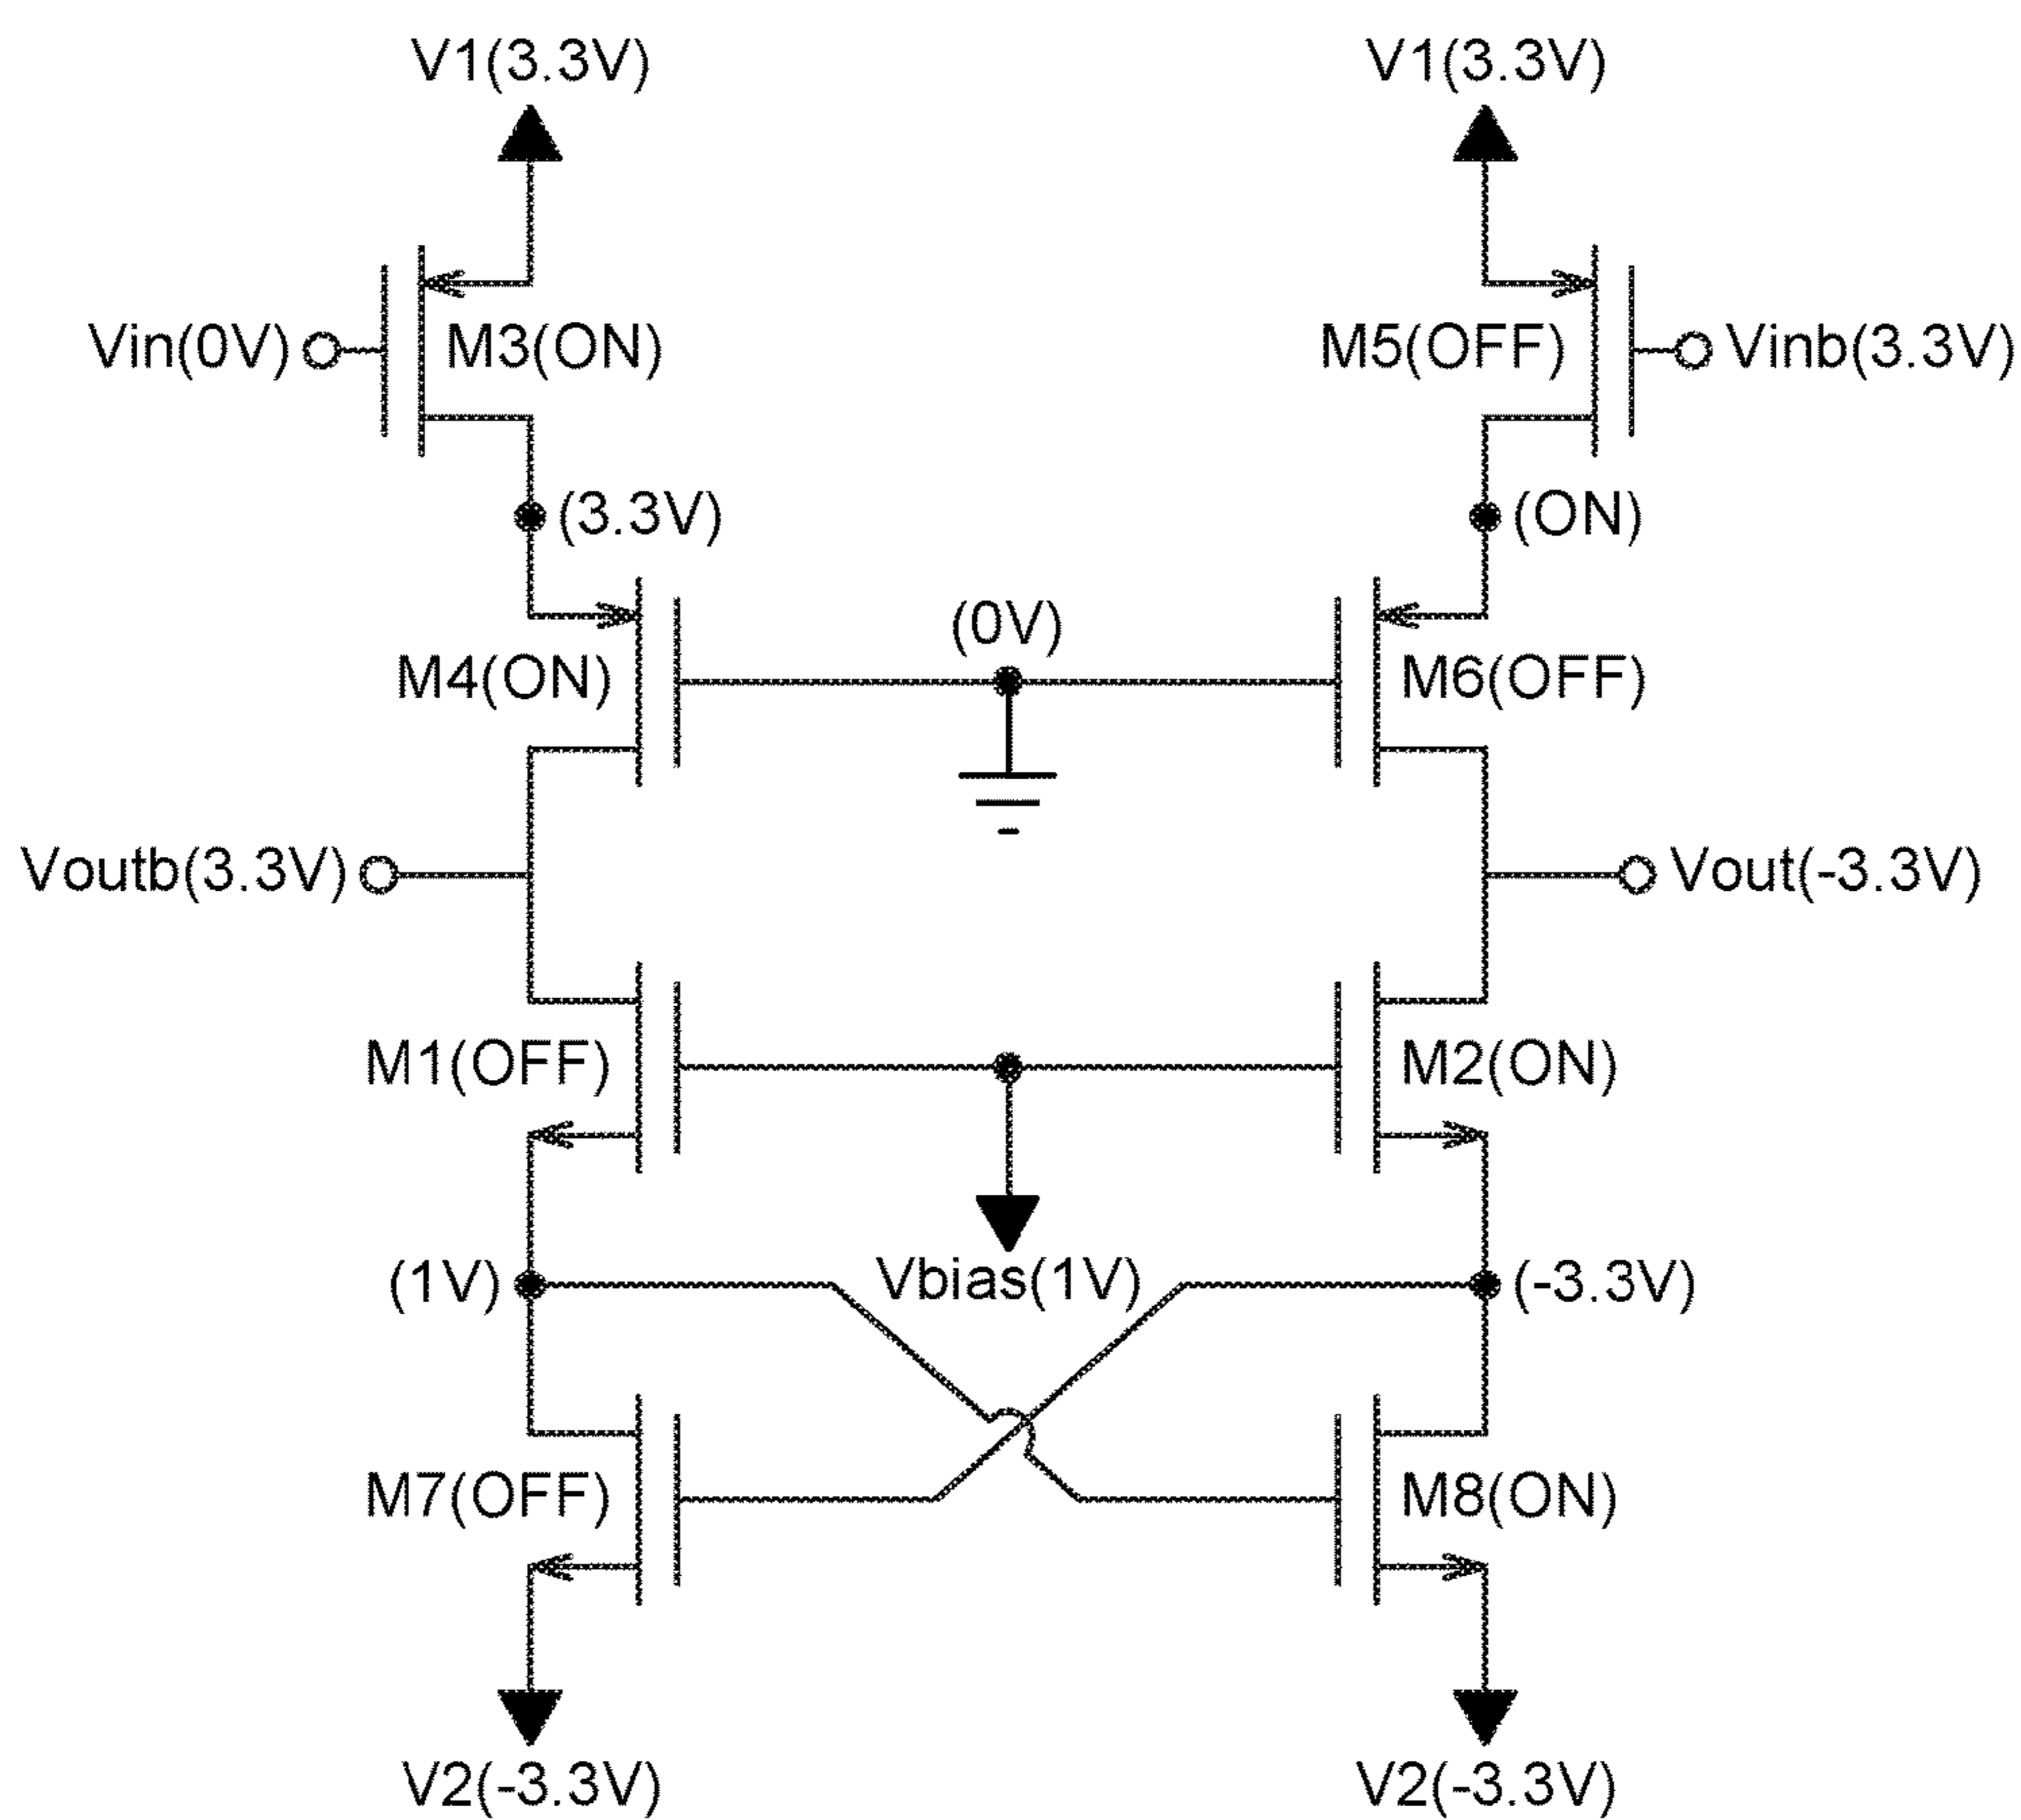 V1(3.3V) V1(3.3V)
Vin(0V) M3(ON) M5(OFF) Vinb(3.3V)
(3.3V) (ON)
(0V)
M4(ON) M6(OFF)
Voutb(3.3V) Vout(-3.3V)
M1(OFF) M2(ON)
(1V) Vbias(1V) (-3.3V)
M7(OFF) M8(ON)
V2(-3.3V) V2(-3.3V)